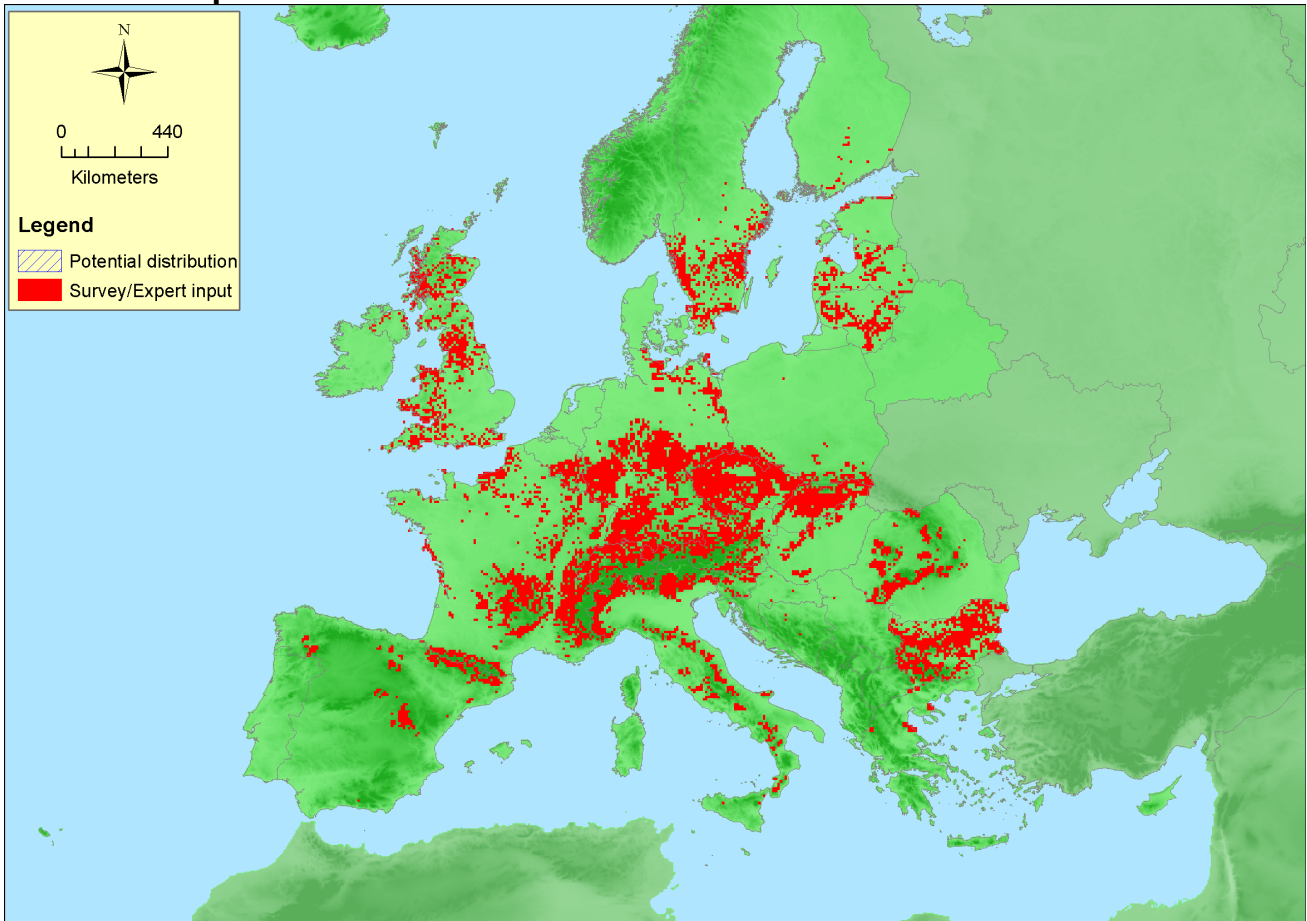 N
0 440
Kilometers
Legend
Potential distribution
Survey/Expert input